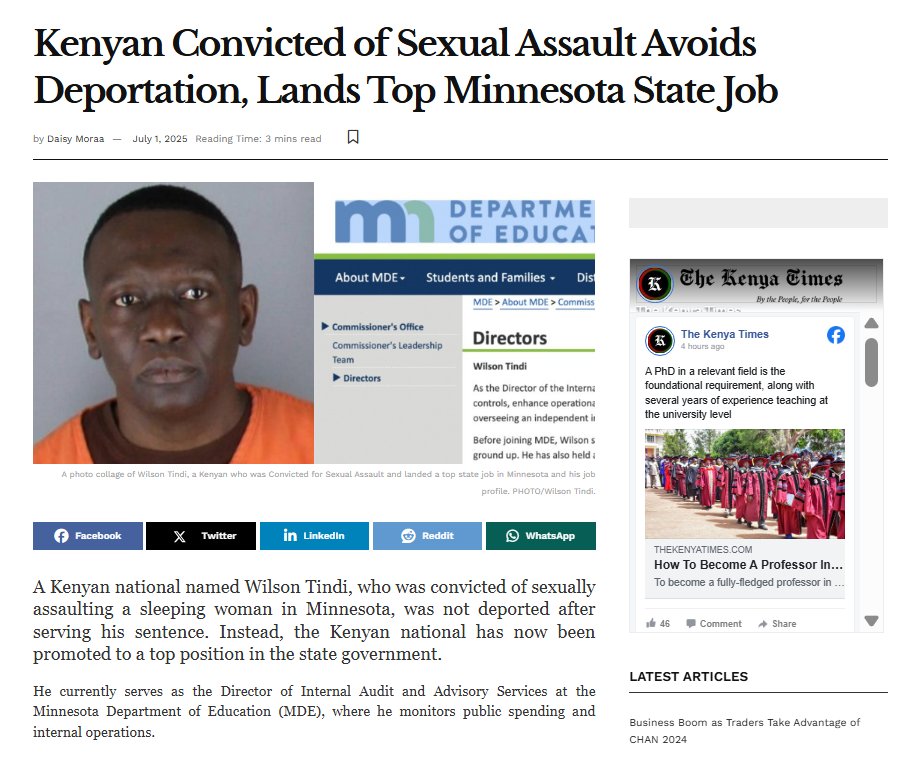 Kenyan Convicted of Sexual Assault Avoids
Deportation, Lands Top Minnesota State Job
by Daisy Moraa — July 1, 2025 Reading Time: 3 mins read
mn DEPARTME
OF EDUCAT
About MDE Students and Families Dist
MDE > About MDE > Commiss
Commissioner's Office
Commissioner's Leadership
Team
Directors
Directors
Wilson Tindi
As the Director of the Interna
controls, enhance operationa
overseeing an independent i
Before joining MDE, Wilson s
ground up. He has also held a
A photo collage of Wilson Tindi, a Kenyan who was Convicted for Sexual Assault and landed a top state job in Minnesota and his job
profile. PHOTO/Wilson Tindi.
Facebook
Twitter
LinkedIn
Reddit
WhatsApp
A Kenyan national named Wilson Tindi, who was convicted of sexually
assaulting a sleeping woman in Minnesota, was not deported after
serving his sentence. Instead, the Kenyan national has now been
promoted to a top position in the state government.
He currently serves as the Director of Internal Audit and Advisory Services at the
Minnesota Department of Education (MDE), where he monitors public spending and
internal operations.
The Kenya Times
By the People, for the People
The Kenya Times
4 hours ago
A PhD in a relevant field is the
foundational requirement, along with
several years of experience teaching at
the university level
THEKENYATIMES.COM
How To Become A Professor In...
To become a fully-fledged professor in ...
46 Comment Share
LATEST ARTICLES
Business Boom as Traders Take Advantage of
CHAN 2024